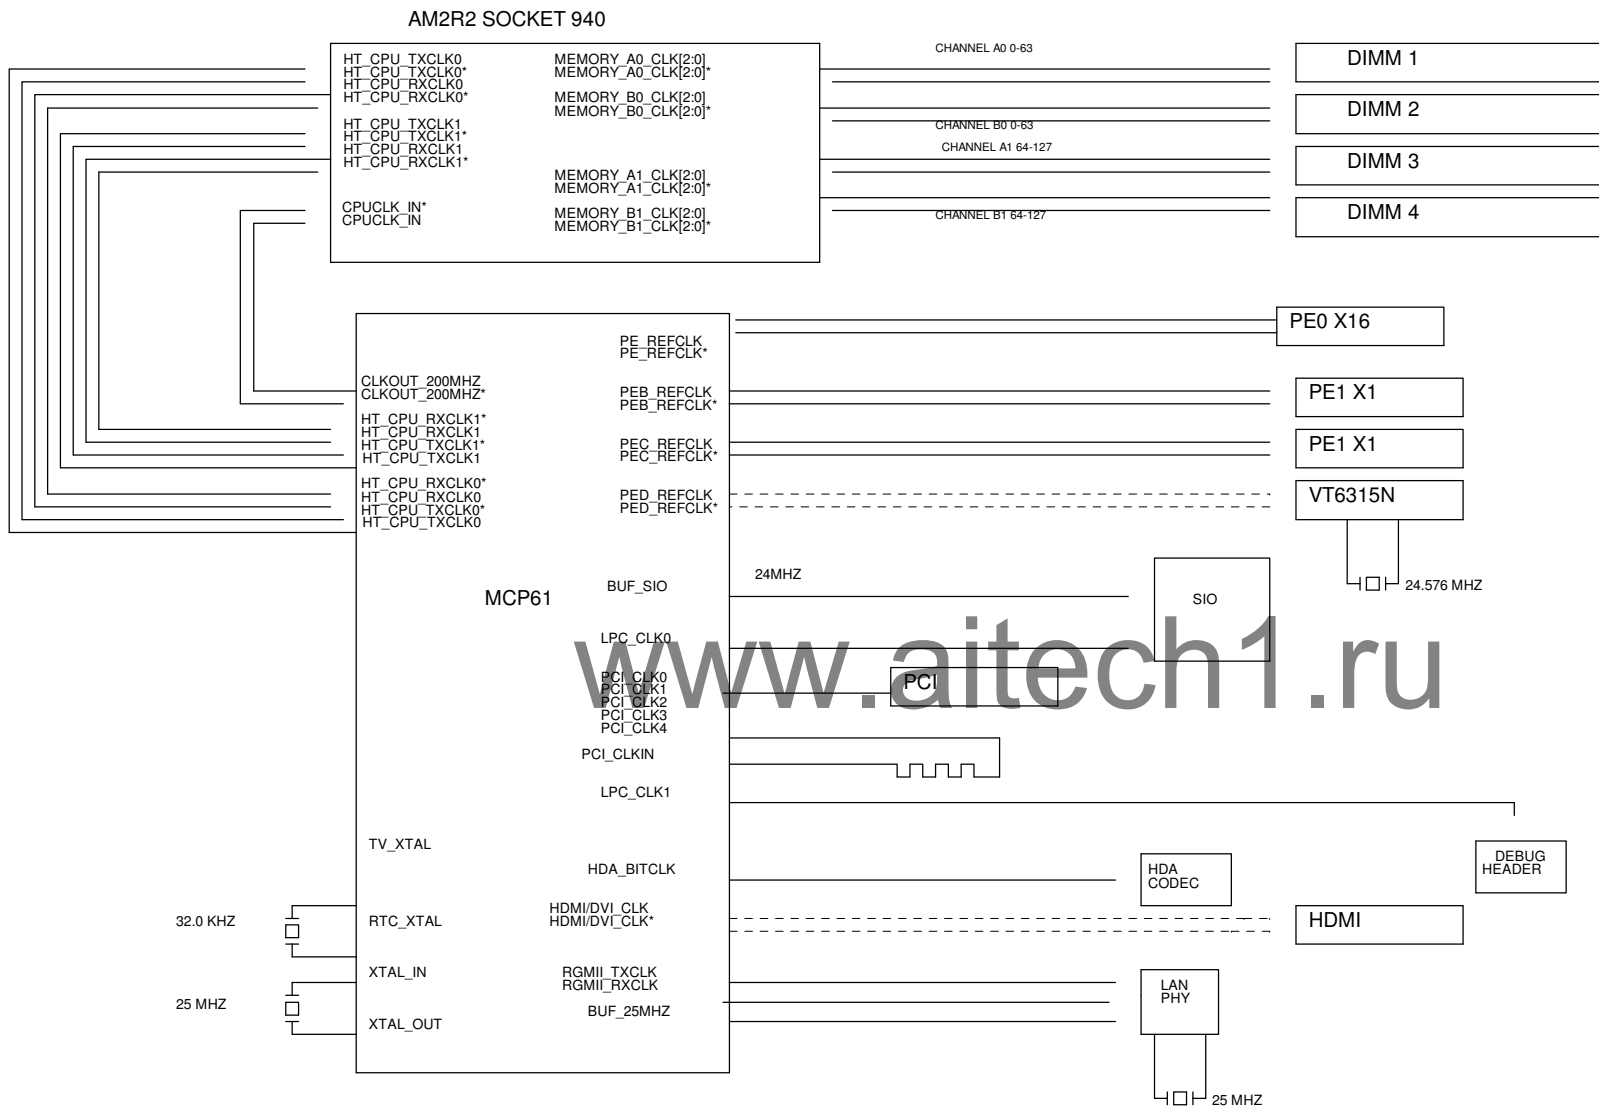 AM2R2 SOCKET 940
HT_CPU_TXCLK0
HT_CPU_TXCLK0*
HT_CPU_RXCLK0
HT_CPU_RXCLK0*
HT_CPU_TXCLK1
HT_CPU_TXCLK1*
HT_CPU_RXCLK1
HT_CPU_RXCLK1*
CPUCLK_IN*
CPUCLK_IN
MEMORY_A0_CLK[2:0]
MEMORY_A0_CLK[2:0]*
MEMORY_B0_CLK[2:0]
MEMORY_B0_CLK[2:0]*
MEMORY_A1_CLK[2:0]
MEMORY_A1_CLK[2:0]*
MEMORY_B1_CLK[2:0]
MEMORY_B1_CLK[2:0]*
CHANNEL A0 0-63
CHANNEL B0 0-63
CHANNEL A1 64-127
CHANNEL B1 64-127
DIMM 1
DIMM 2
DIMM 3
DIMM 4
CLKOUT_200MHZ
CLKOUT_200MHZ*
HT_CPU_RXCLK1*
HT_CPU_RXCLK1
HT_CPU_TXCLK1*
HT_CPU_TXCLK1
HT_CPU_RXCLK0*
HT_CPU_RXCLK0
HT_CPU_TXCLK0*
HT_CPU_TXCLK0
MCP61
TV_XTAL
RTC_XTAL
XTAL_IN
XTAL_OUT
32.0 KHZ
25 MHZ
PE_REFCLK
PE_REFCLK*
PEB_REFCLK
PEB_REFCLK*
PEC_REFCLK
PEC_REFCLK*
PED_REFCLK
PED_REFCLK*
BUF_SIO
LPC_CLK0
PCI_CLK0
PCI_CLK1
PCI_CLK2
PCI_CLK3
PCI_CLK4
PCI_CLKIN
LPC_CLK1
HDA_BITCLK
HDMI/DVI_CLK
HDMI/DVI_CLK*
RGMII_TXCLK
RGMII_RXCLK
BUF_25MHZ
PE0 X16
PE1 X1
PE1 X1
VT6315N
24.576 MHZ
24MHZ
SIO
www.aitech1.ru
PCI
DEBUG
HEADER
HDA
CODEC
HDMI
LAN
PHY
25 MHZ